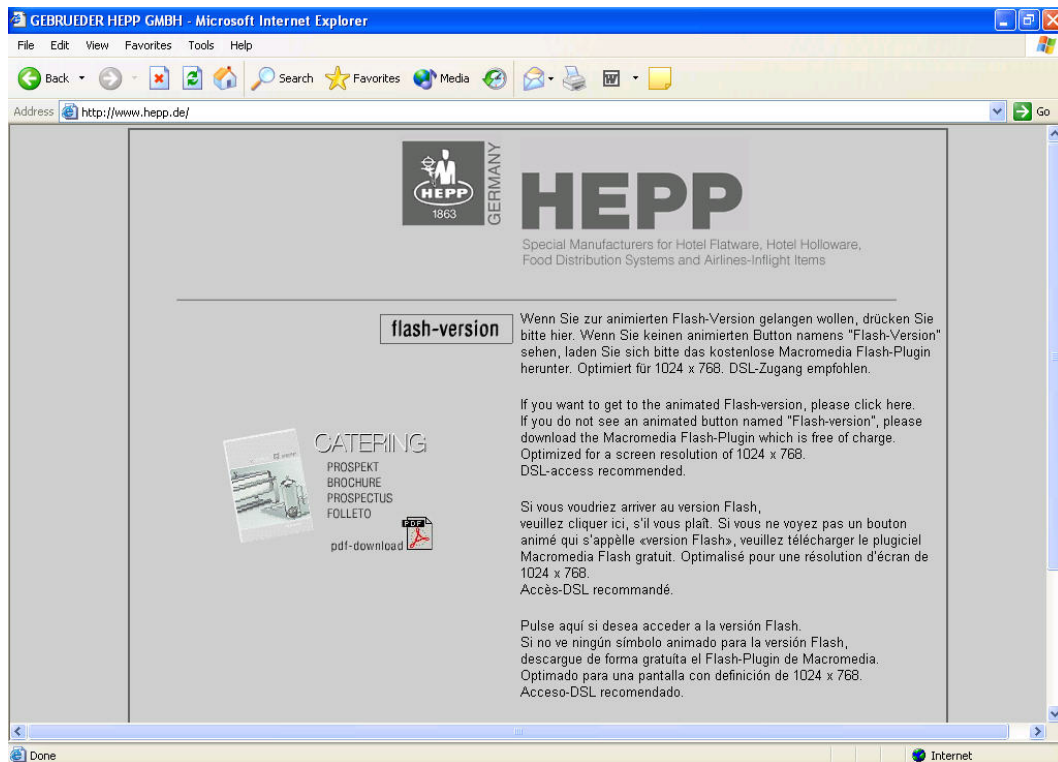 GEBRUEDER HEPP GMBH - Microsoft Internet Explorer
File Edit View Favorites Tools Help
Back Search Favorites Media
Address http://www.hepp.de/ Go
HEPP
1863
GERMANY
HEPP
Special Manufacturers for Hotel Flatware, Hotel Holloware,
Food Distribution Systems and Airlines-Inflight Items
flash-version
Wenn Sie zur animierten Flash-Version gelangen wollen, drücken Sie
bitte hier. Wenn Sie keinen animierten Button namens "Flash-Version"
sehen, laden Sie sich bitte das kostenlose Macromedia Flash-Plugin
herunter. Optimiert für 1024 x 768. DSL-Zugang empfohlen.
If you want to get to the animated Flash-version, please click here.
If you do not see an animated button named "Flash-version", please
download the Macromedia Flash-Plugin which is free of charge.
Optimized for a screen resolution of 1024 x 768.
DSL-access recommended.
CATERING
PROSPEKT
BROCHURE
PROSPECTUS
FOLLETO
PDF
pdf-download
Si vous voudriez arriver au version Flash,
veuillez cliquer ici, s'il vous plaît. Si vous ne voyez pas un bouton
animé qui s'appèlle «version Flash», veuillez télécharger le plugiciel
Macromedia Flash gratuit. Optimalisé pour une résolution d'écran de
1024 x 768.
Accès-DSL recommandé.
Pulse aquí si desea acceder a la versión Flash.
Si no ve ningún símbolo animado para la versión Flash,
descargue de forma gratuíta el Flash-Plugin de Macromedia.
Optimado para una pantalla con definición de 1024 x 768.
Acceso-DSL recomendado.
Done Internet